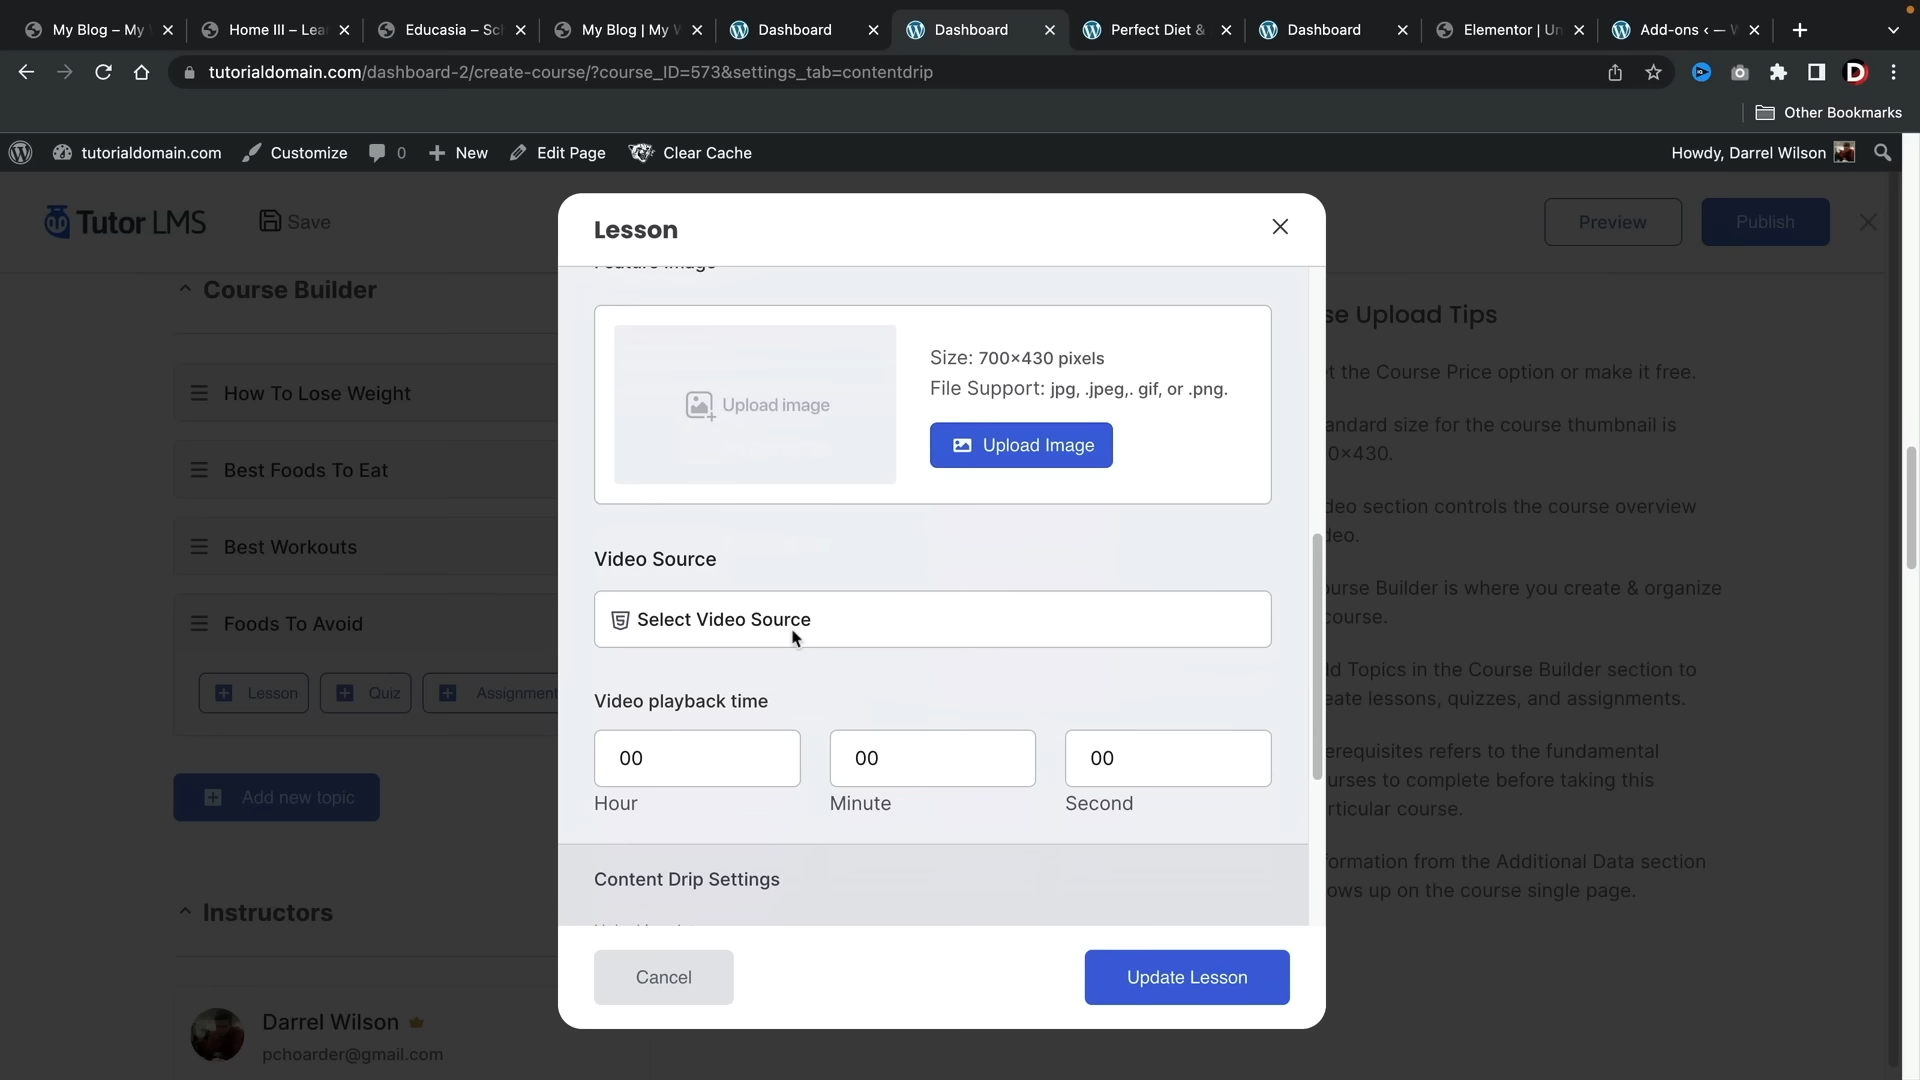 My Blog – My
Home III – Lea
Educasia – Sc
My Blog | My
Dashboard
Dashboard
Perfect Diet &
Dashboard
Elementor | Un
Add-ons ‹ —
tutorialdomain.com/dashboard-2/create-course/?course_ID=573&settings_tab=contentdrip
Other Bookmarks
tutorialdomain.com
Customize
0
New
Edit Page
Clear Cache
Howdy, Darrel Wilson
Tutor LMS
Save
Preview
Publish
Course Builder
How To Lose Weight
Best Foods To Eat
Best Workouts
Foods To Avoid
Lesson
Quiz
Assignment
Add new topic
Instructors
Darrel Wilson
pchoarder@gmail.com
Lesson
Feature Image
Upload image
Size: 700×430 pixels
File Support: jpg, .jpeg,. gif, or .png.
Upload Image
Video Source
Select Video Source
Video playback time
00
00
00
Hour
Minute
Second
Content Drip Settings
Cancel
Update Lesson
se Upload Tips
t the Course Price option or make it free.
andard size for the course thumbnail is
0×430.
deo section controls the course overview
deo.
urse Builder is where you create & organize
course.
ld Topics in the Course Builder section to
eate lessons, quizzes, and assignments.
erequisites refers to the fundamental
urses to complete before taking this
rticular course.
formation from the Additional Data section
ows up on the course single page.